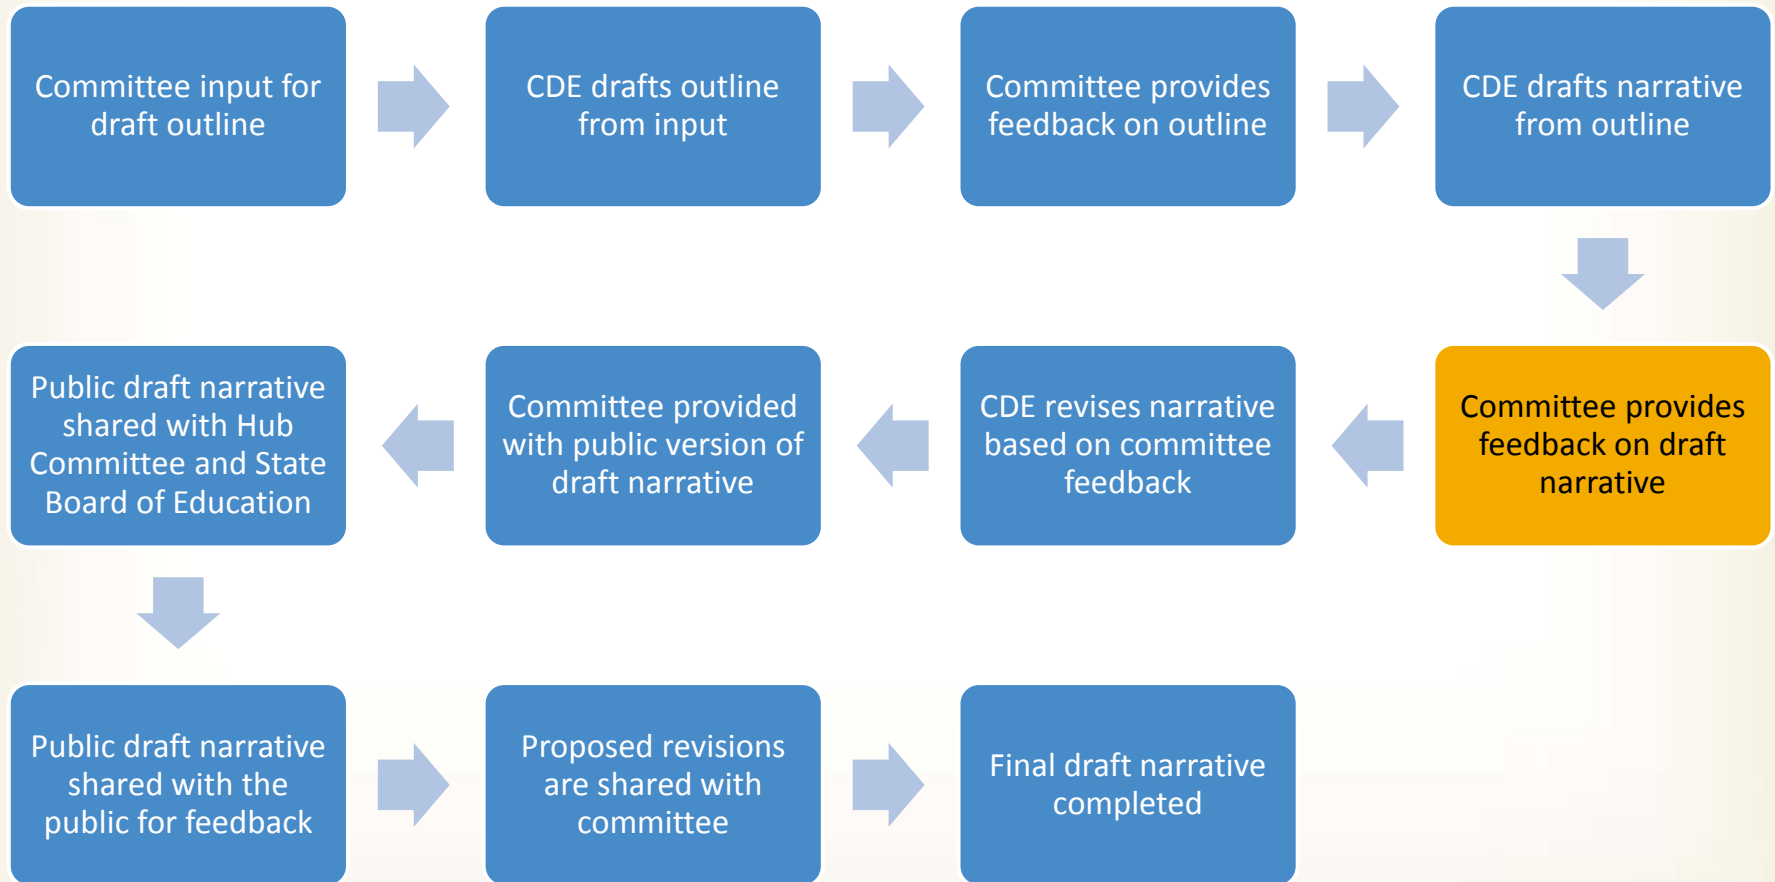 Committee input for
draft outline
CDE drafts outline
from input
Committee provides
feedback on outline
CDE drafts narrative
from outline
Committee provides
feedback on draft
narrative
CDE revises narrative
based on committee
feedback
Committee provided
with public version of
draft narrative
Public draft narrative
shared with Hub
Committee and State
Board of Education
Public draft narrative
shared with the
public for feedback
Proposed revisions
are shared with
committee
Final draft narrative
completed